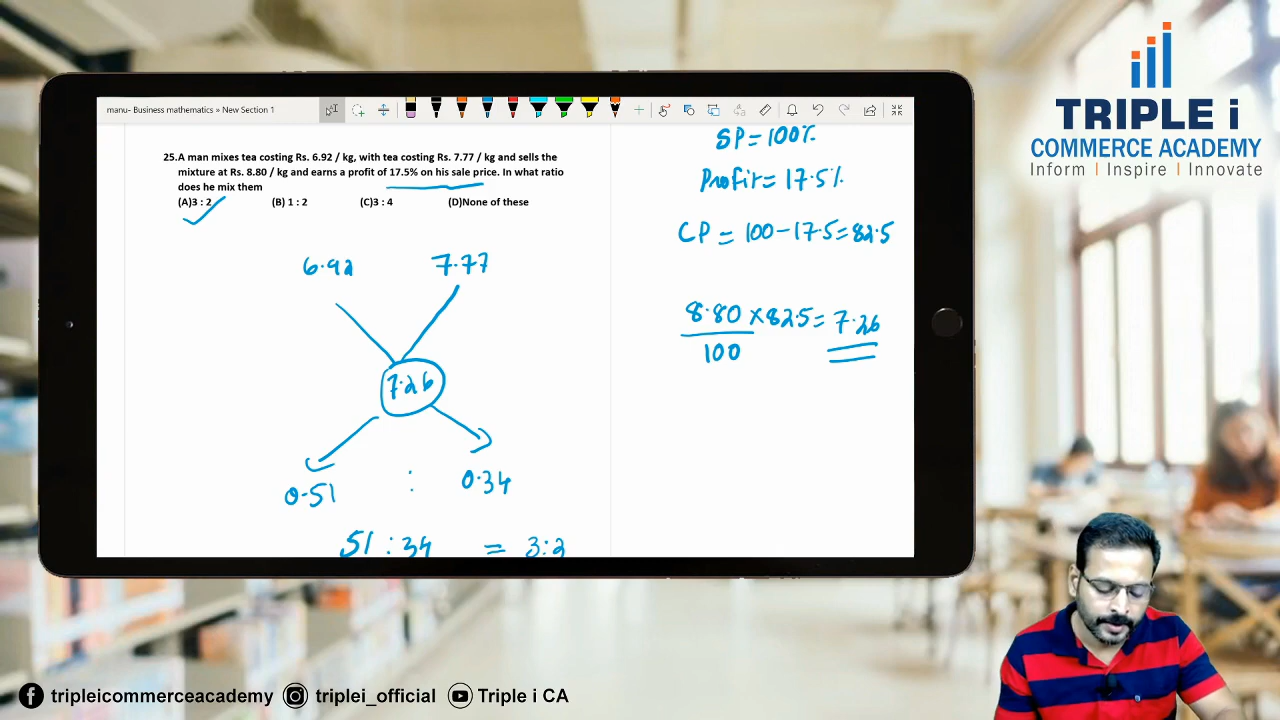 TRIPLE i
COMMERCE ACADEMY
Inform | Inspire | Innovate
manu- Business mathematics » New Section 1
25.A man mixes tea costing Rs. 6.92 / kg, with tea costing Rs. 7.77 / kg and sells the
mixture at Rs. 8.80 / kg and earns a profit of 17.5% on his sale price. In what ratio
does he mix them
(A)3 : 2 (B) 1 : 2 (C)3 : 4 (D)None of these
6.92 7.77
7.26
0.51 : 0.34
51 : 34 = 3:2
SP = 100%
Profit = 17.5%
CP = 100-17.5 = 82.5
8.80 × 82.5 = 7.26
100
tripleicommerceacademy triplei_official Triple i CA